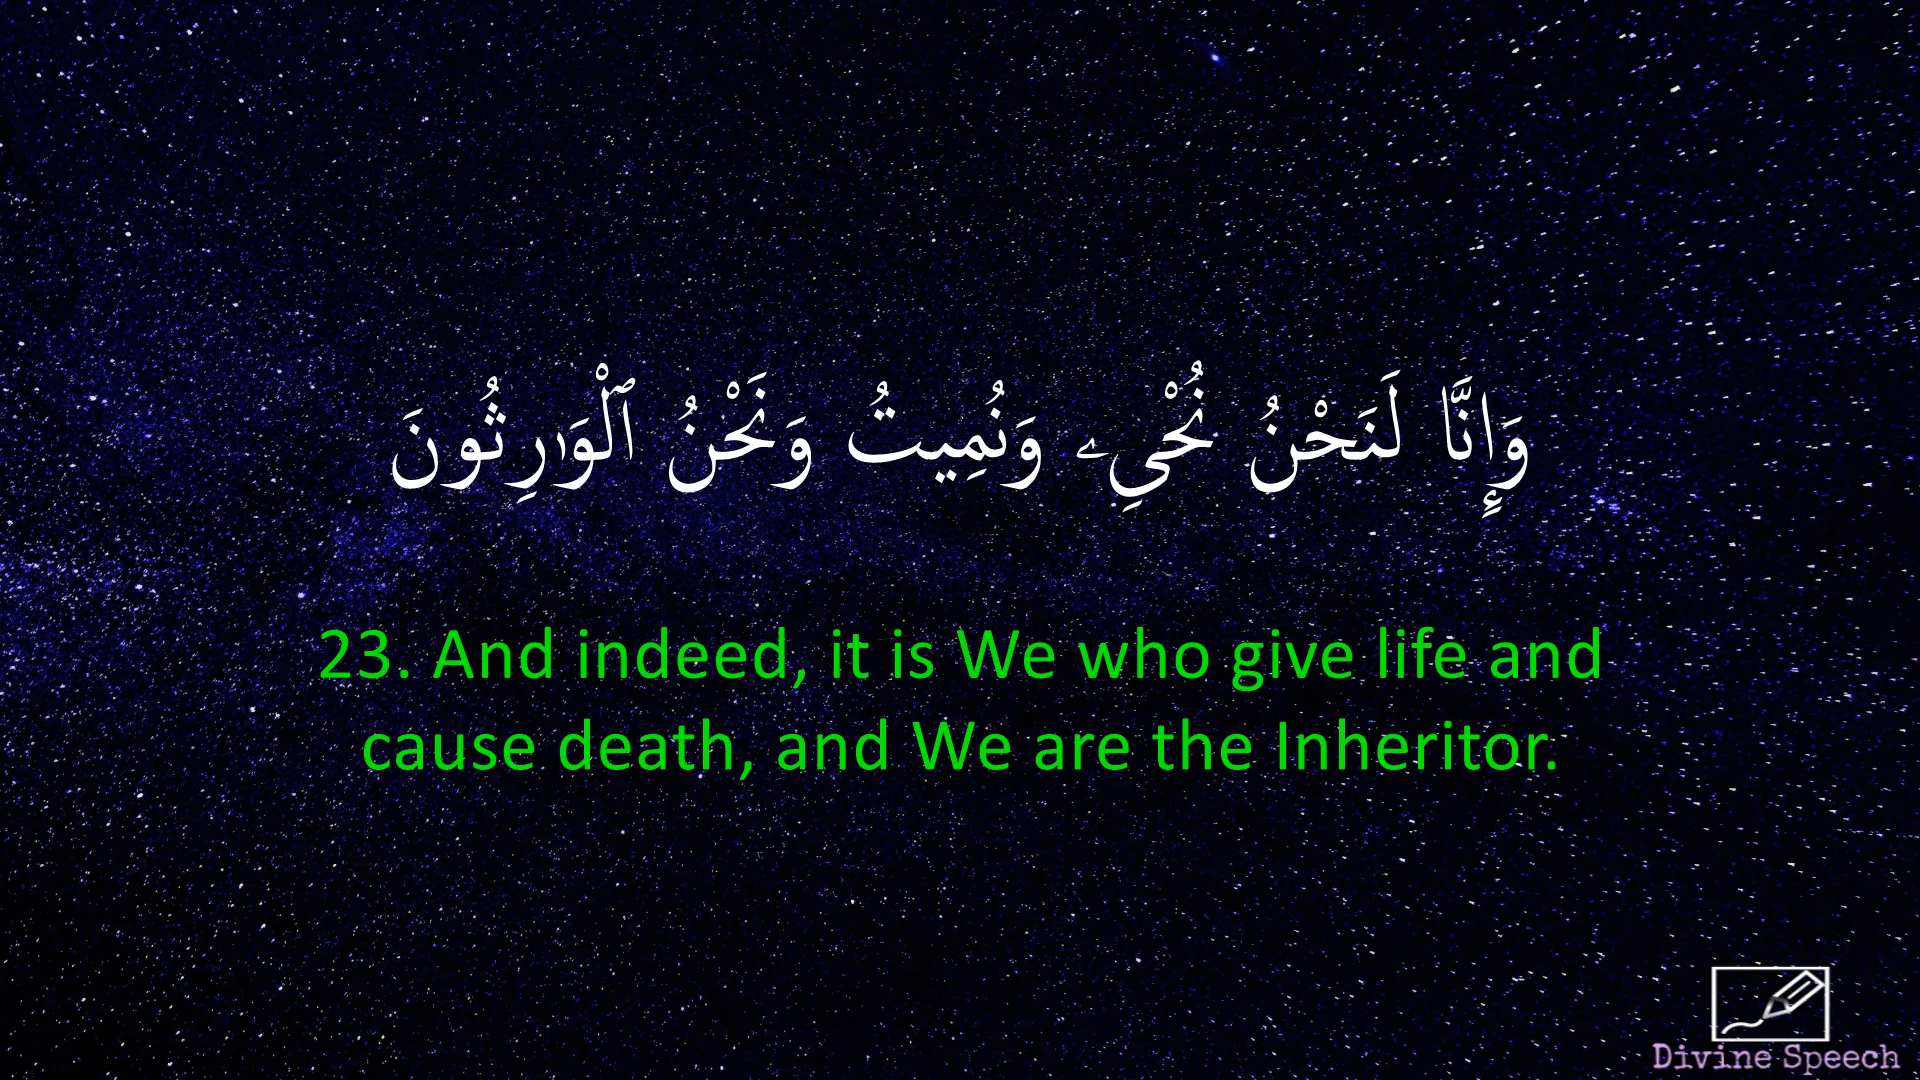 وَإِنَّا لَنَحْنُ نُحْيِۦ وَنُمِيتُ وَنَحْنُ ٱلْوَٰرِثُونَ
23. And indeed, it is We who give life and
cause death, and We are the Inheritor.
Divine Speech